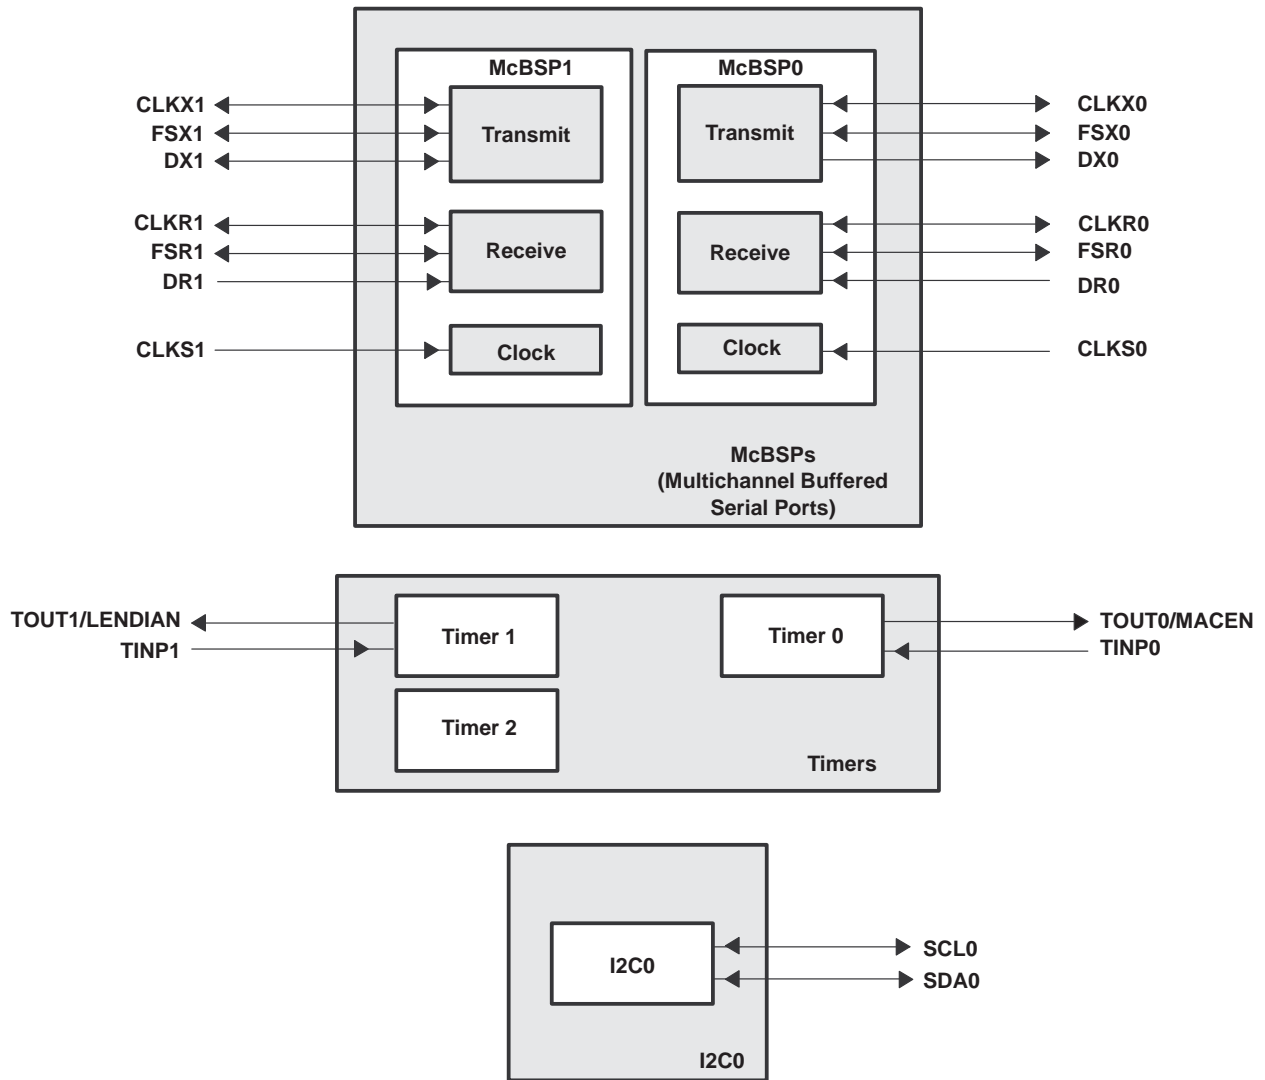 McBSP1
McBSP0
CLKX1
FSX1
DX1
Transmit
Transmit
CLKX0
FSX0
DX0
CLKR1
FSR1
DR1
Receive
Receive
CLKR0
FSR0
DR0
CLKS1
Clock
Clock
CLKS0
McBSPs
(Multichannel Buffered
Serial Ports)
TOUT1/LENDIAN
TINP1
Timer 1
Timer 0
TOUT0/MACEN
TINP0
Timer 2
Timers
I2C0
SCL0
SDA0
I2C0